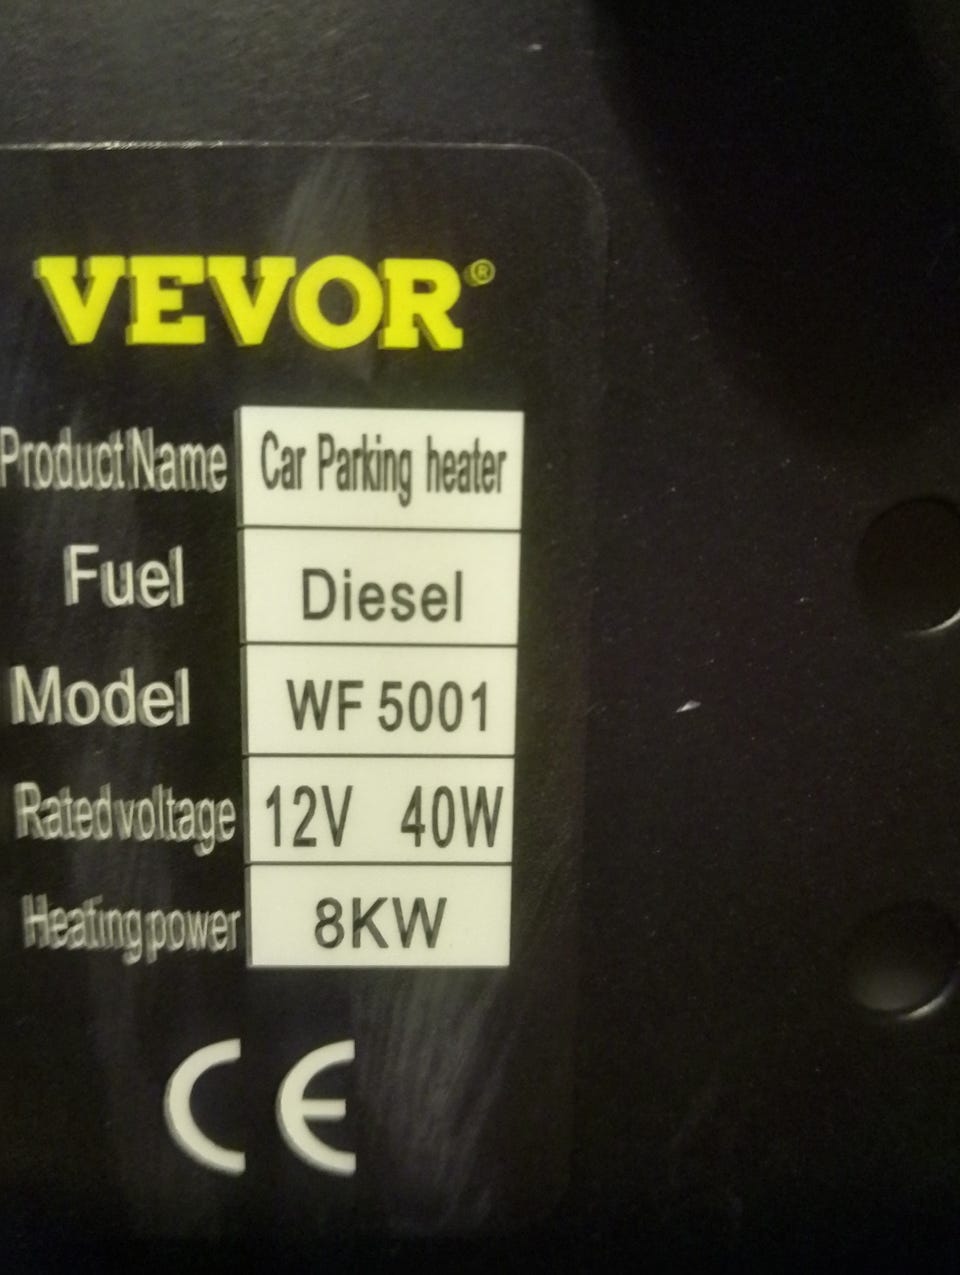 VEVOR®
Product Name Car Parking heater
Fuel Diesel
Model WF 5001
Rated voltage 12V 40W
Heating power 8KW
CE